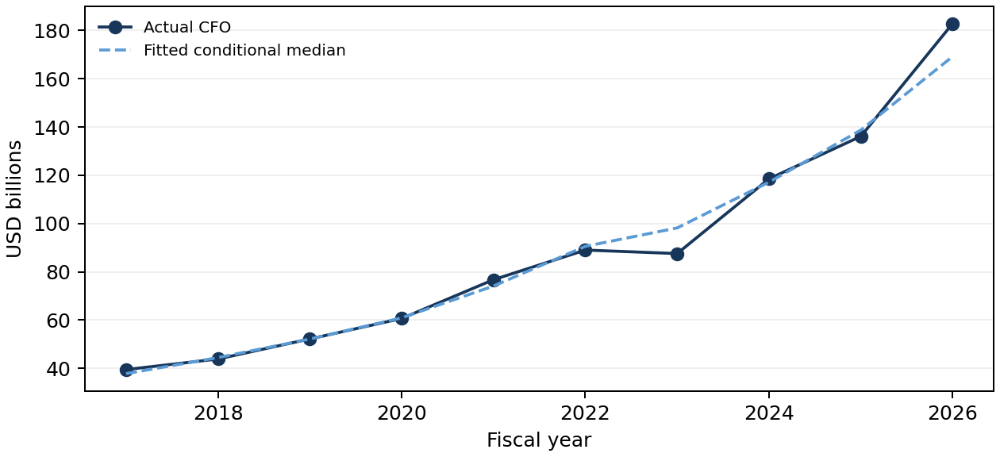 Actual CFO
Fitted conditional median
USD billions
180
160
140
120
100
80
60
40
2018 2020 2022 2024 2026
Fiscal year